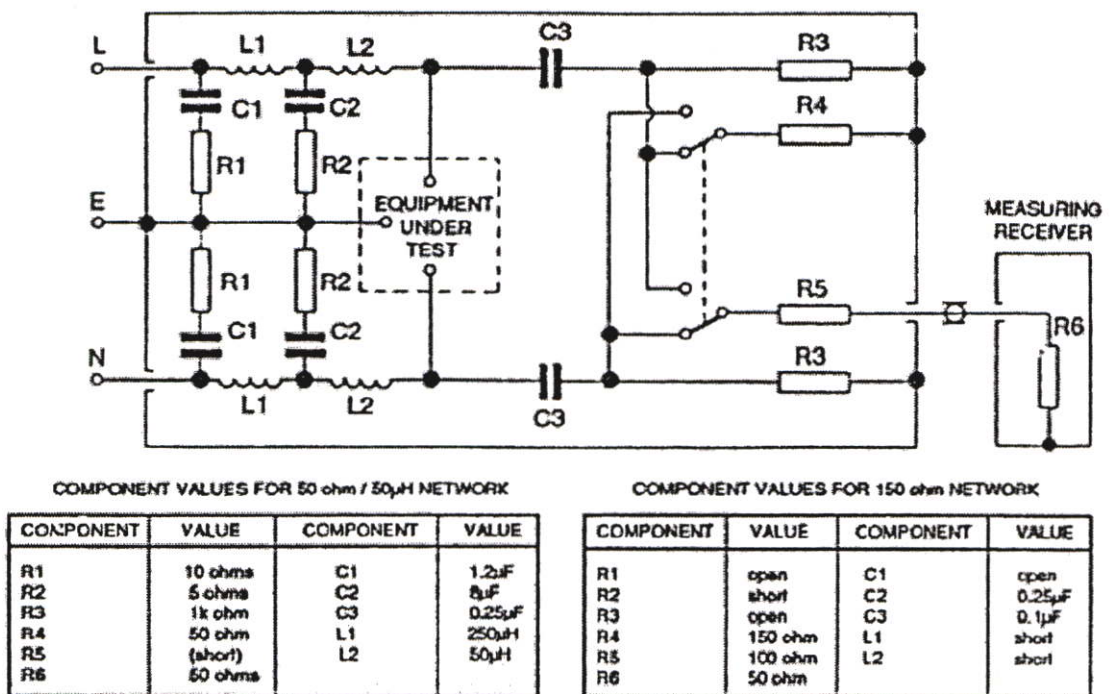 L
L1
L2
C3
R3
C1
C2
R4
R1
R2
E
EQUIPMENT
UNDER
TEST
MEASURING
RECEIVER
R1
R2
R5
R6
C1
C2
N
R3
L1
L2
C3
COMPONENT VALUES FOR 50 ohm / 50µH NETWORK
COMPONENT VALUE COMPONENT VALUE
R1 10 ohms C1 1.2µF
R2 5 ohms C2 8µF
R3 1k ohm C3 0.25µF
R4 50 ohm L1 250µH
R5 (short) L2 50µH
R6 50 ohms
COMPONENT VALUES FOR 150 ohm NETWORK
COMPONENT VALUE COMPONENT VALUE
R1 open C1 open
R2 short C2 0.25µF
R3 open C3 0.1µF
R4 150 ohm L1 short
R5 100 ohm L2 short
R6 50 ohm